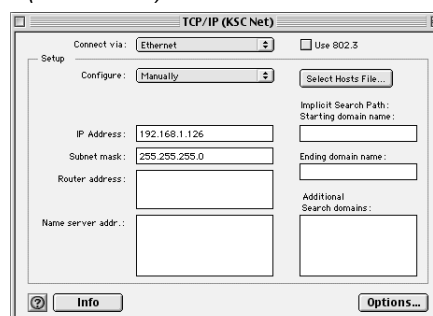 TCP/IP (KSC Net)
Connect via: Ethernet
Use 802.3
Setup
Configure: Manually
Select Hosts File...
Implicit Search Path:
Starting domain name:
IP Address: 192.168.1.126
Subnet mask: 255.255.255.0
Ending domain name:
Router address:
Additional
Search domains:
Name server addr.:
? Info
Options...